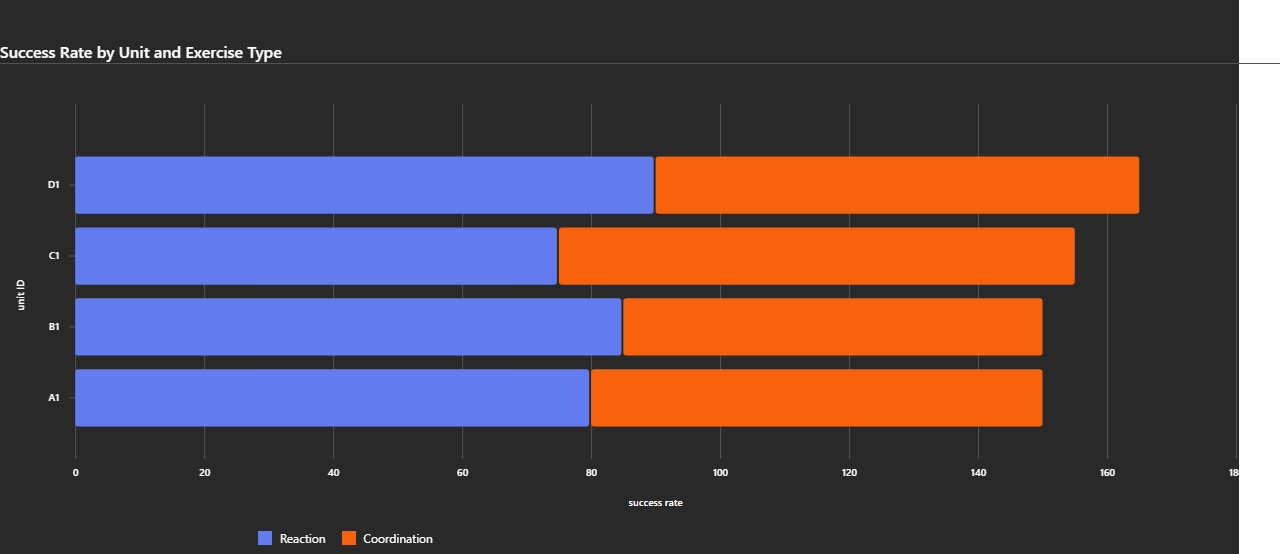 Success Rate by Unit and Exercise Type
D1
C1
B1
A1
unit ID
0 20 40 60 80 100 120 140 160 18
success rate
Reaction Coordination